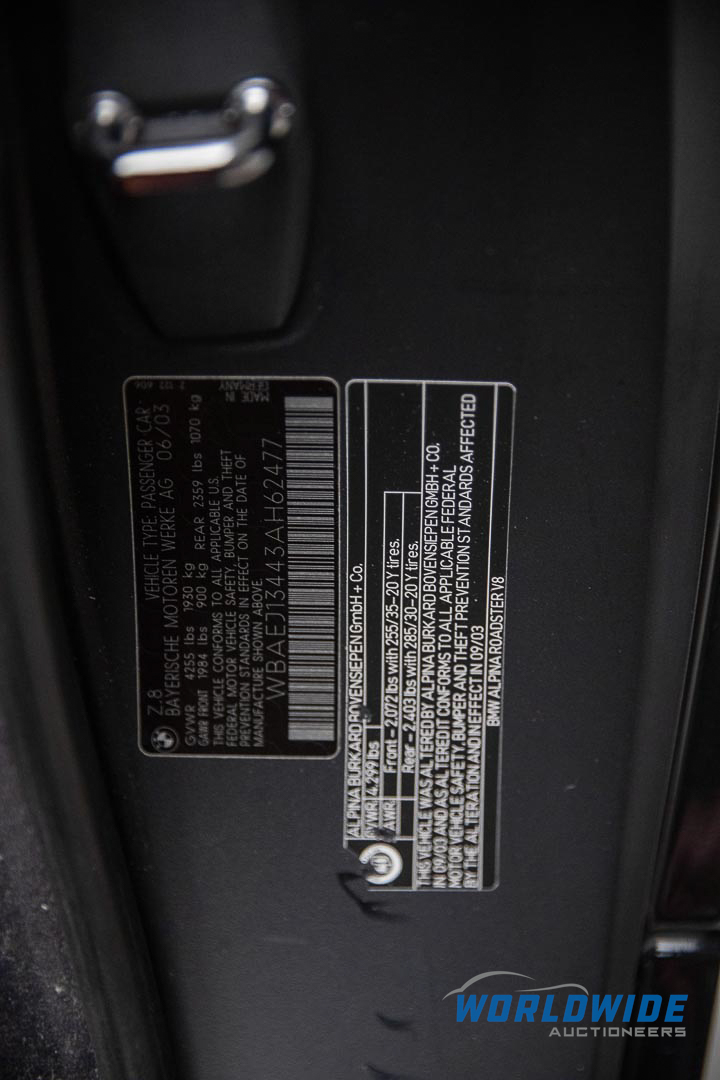 Z.8 VEHICLE TYPE: PASSENGER CAR
BAYERISCHE MOTOREN WERKE AG 06/03
GVWR 4255 lbs 1930 kg
GAWR FRONT 1984 lbs 900 kg REAR 2359 lbs 1070 kg
THIS VEHICLE CONFORMS TO ALL APPLICABLE U.S.
FEDERAL MOTOR VEHICLE SAFETY, BUMPER AND THEFT
PREVENTION STANDARDS IN EFFECT ON THE DATE OF
MANUFACTURE SHOWN ABOVE.
WBAEJ13443AH62477
MADE IN
GERMANY
2 122 606
ALPINA BURKARD BOVENSIEPEN GmbH + Co.
GVWR 4.299 lbs
GAWR Front - 2.072 lbs with 255/35-20 Y tires.
Rear - 2 403 lbs with 285/30-20 Y tires.
THIS VEHICLE WAS ALTERED BY ALPINA BURKARD BOVENSIEPEN GMBH + CO.
IN 09/03 AND AS ALTERED IT CONFORMS TO ALL APPLICABLE FEDERAL
MOTOR VEHICLE SAFETY, BUMPER AND THEFT PREVENTION STANDARDS AFFECTED
BY THE ALTERATION AND IN EFFECT IN 09/03
BMW ALPINA ROADSTER V8
WORLDWIDE
AUCTIONEERS